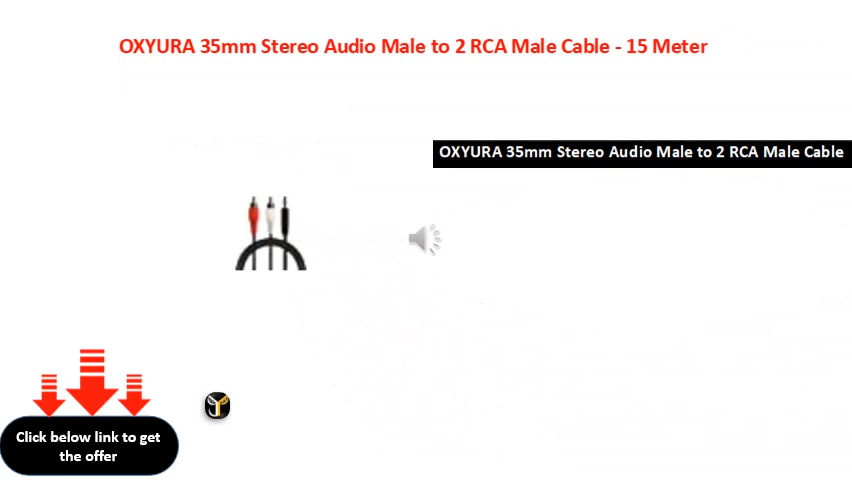 OXYURA 35mm Stereo Audio Male to 2 RCA Male Cable - 15 Meter
OXYURA 35mm Stereo Audio Male to 2 RCA Male Cable
Click below link to get
the offer